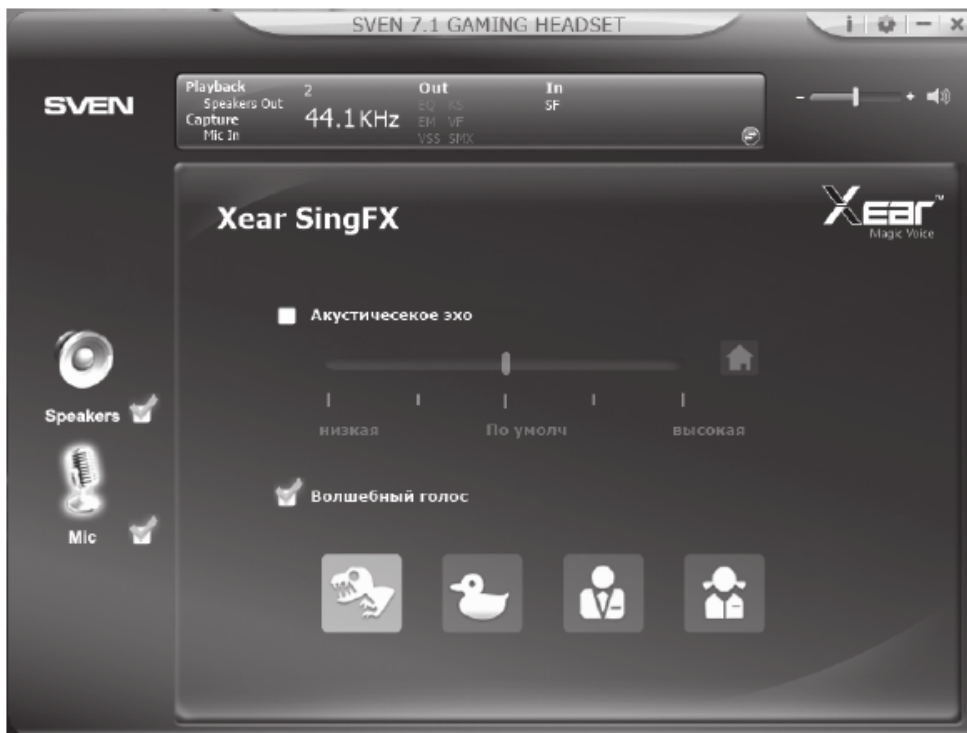 SVEN 7.1 GAMING HEADSET
SVEN
Playback
Speakers Out
Capture
Mic In
2
44.1 KHz
Out
EQ KS
EM VF
VSS SMX
In
SF
Xear SingFX
Xear™
Magic Voice
Акустичесекое эхо
низкая По умолч высокая
Волшебный голос
Speakers
Mic